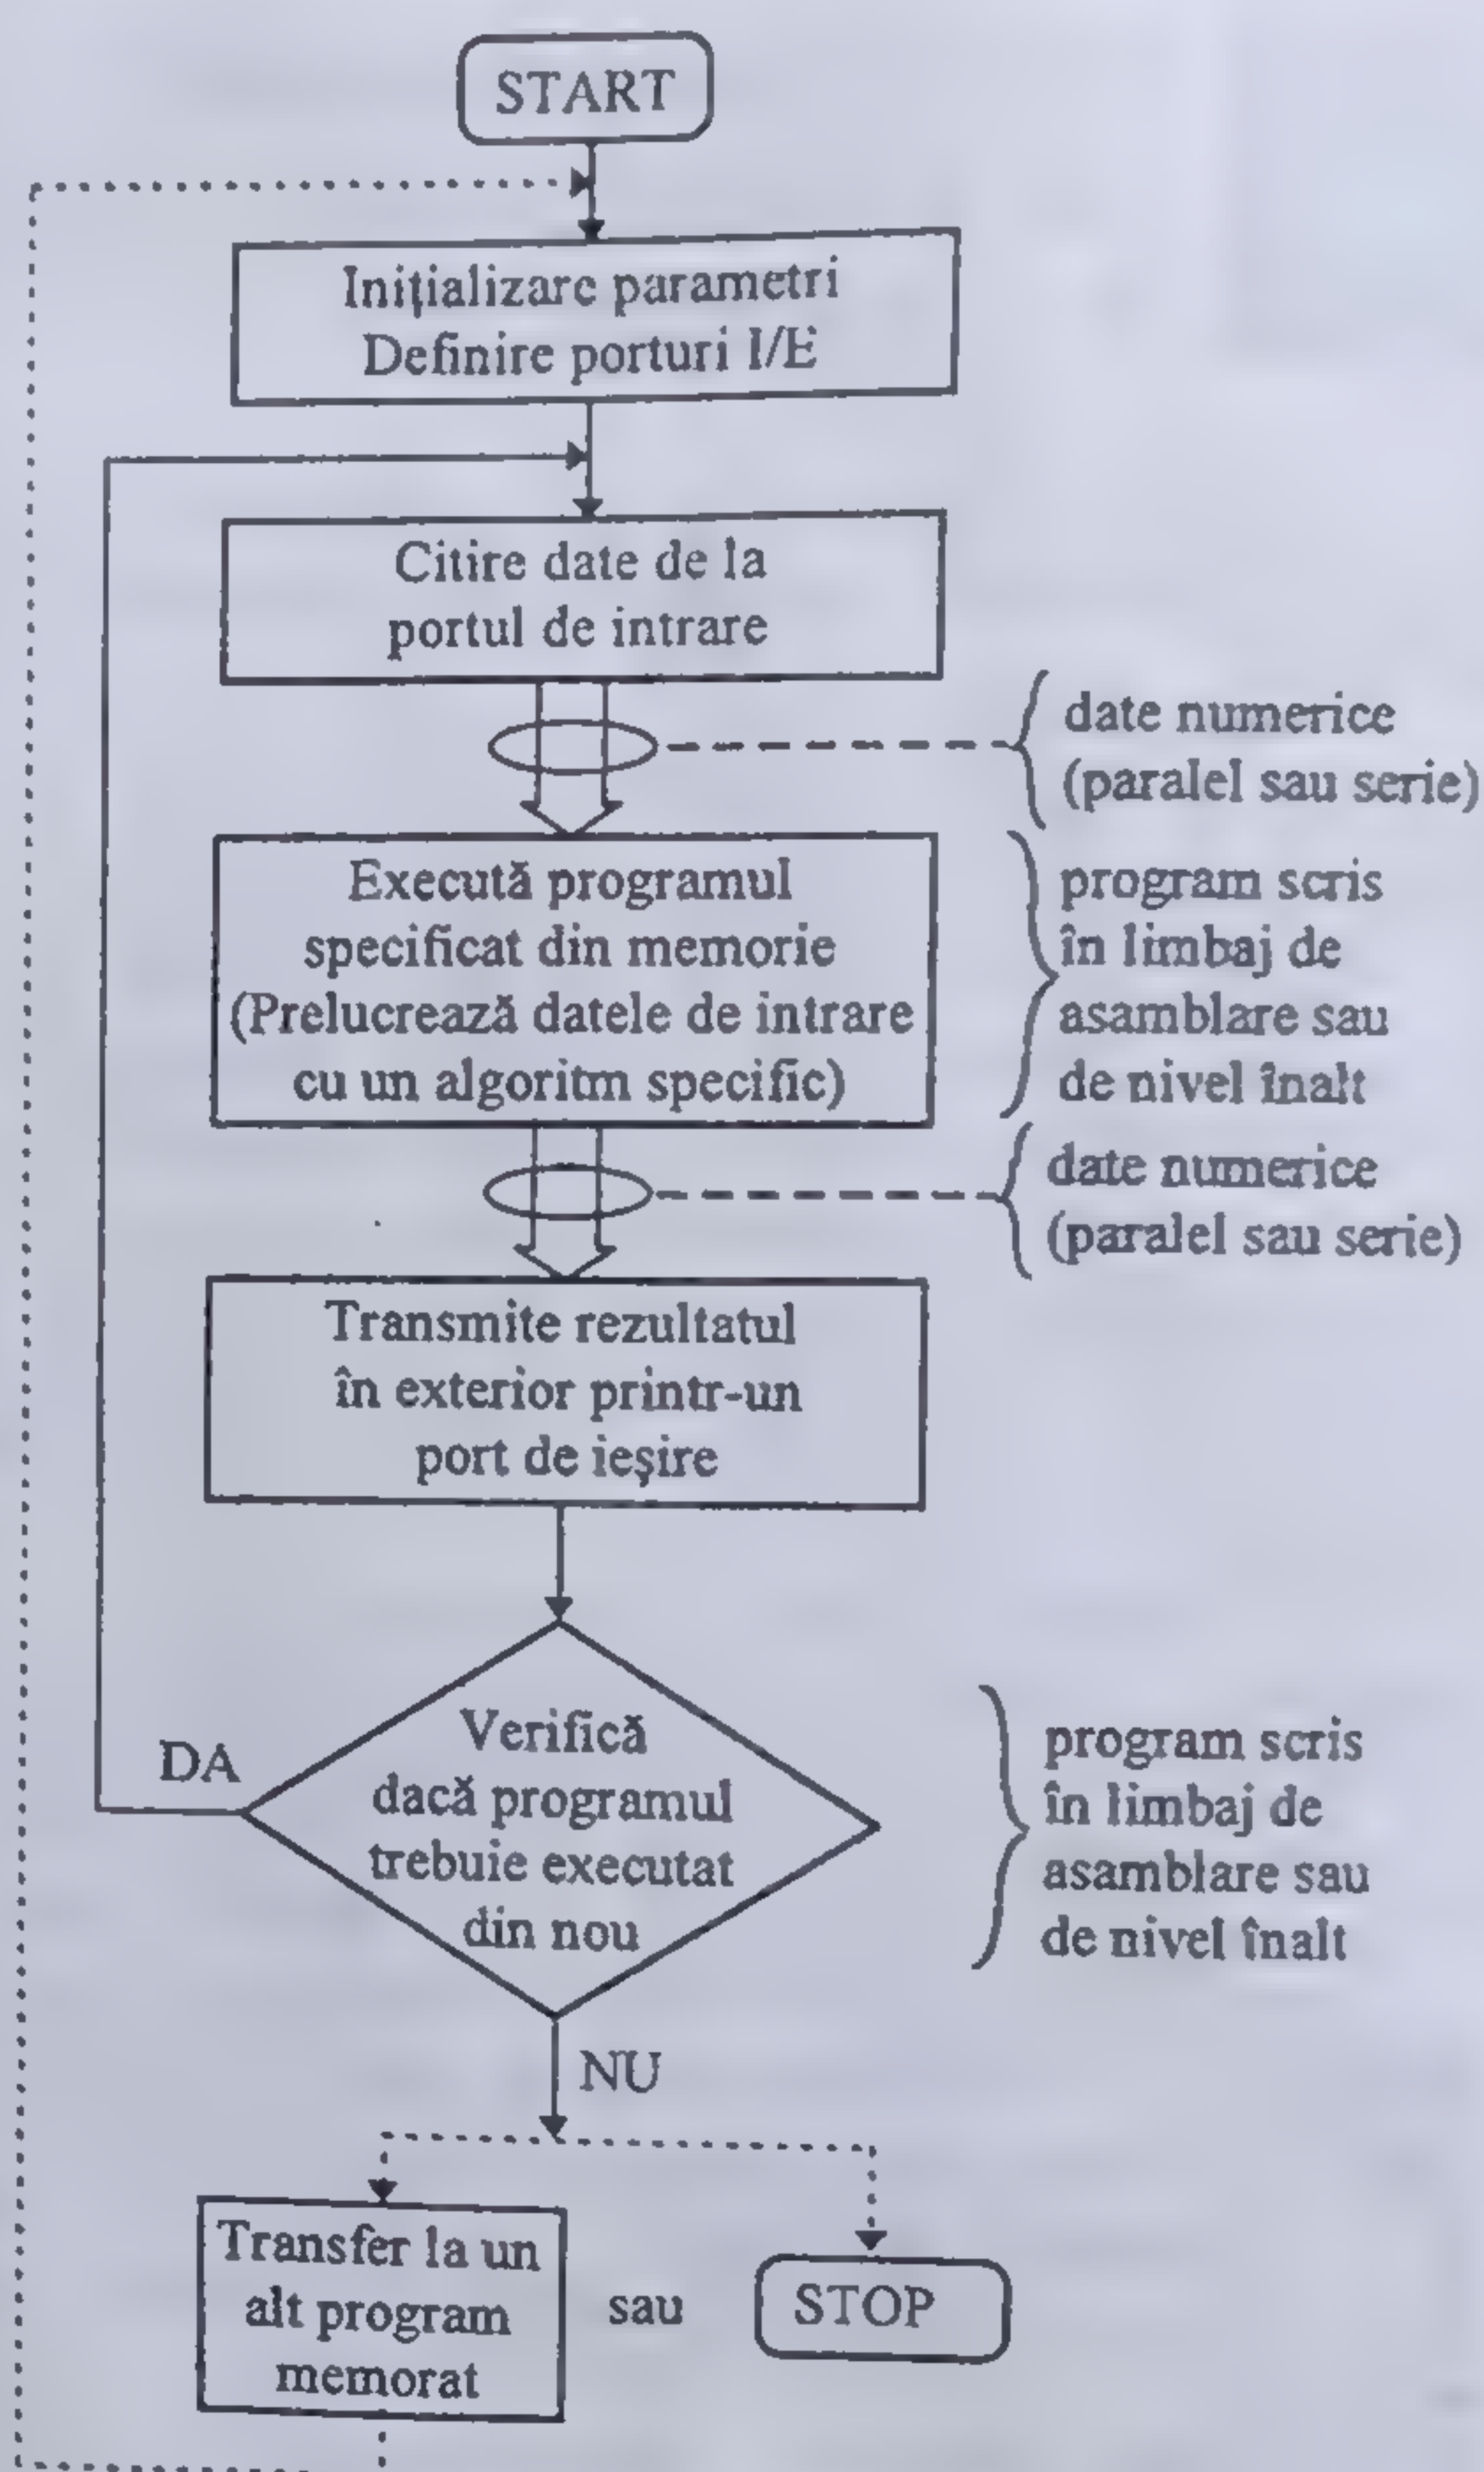 START
Inițializare parametri
Definire porturi I/E
Citire date de la
portul de intrare
date numerice
(paralel sau serie)
Execută programul
specificat din memorie
(Prelucrează datele de intrare
cu un algoritm specific)
program scris
în limbaj de
asamblare sau
de nivel înalt
date numerice
(paralel sau serie)
Transmite rezultatul
în exterior printr-un
port de ieșire
DA
Verifică
dacă programul
trebuie executat
din nou
program scris
în limbaj de
asamblare sau
de nivel înalt
NU
Transfer la un
alt program
memorat
sau
STOP